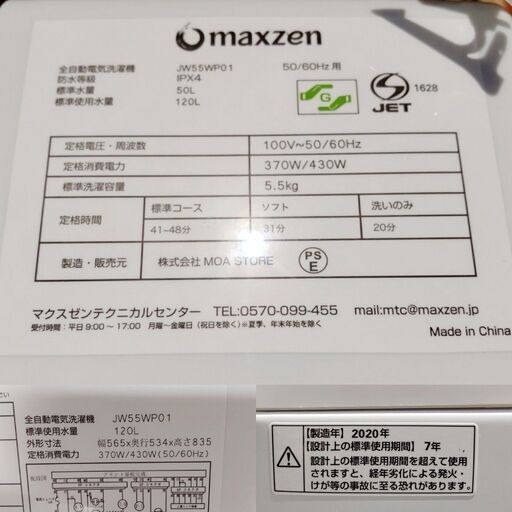 maxzen
全自動電気洗濯機 JW55WP01 50/60Hz 用
防水等級 IPX4
標準水量 50L
標準使用水量 120L
G
S
JET
1628
定格電圧・周波数 100V~50/60Hz
定格消費電力 370W/430W
標準洗濯容量 5.5kg
定格時間 標準コース ソフト 洗いのみ
41-48分 31分 20分
製造・販売元 株式会社 MOA STORE
PS
E
マクスゼンテクニカルセンター TEL:0570-099-455 mail:mtc@maxzen.jp
受付時間：平日 9:00～17:00 月曜～金曜日 (祝日を除く) ※夏季、年末年始を除く
Made in China
全自動電気洗濯機 JW55WP01
標準使用水量 120L
外形寸法 幅565x奥行534x高さ835
定格消費電力 370W/430W(50/60Hz)
配線図
【製造年】2020年
【設計上の標準使用期間】7年
設計上の標準使用期間を超えて使用
されますと、経年劣化による発火・
けが等の事故に至る恐れがあります。